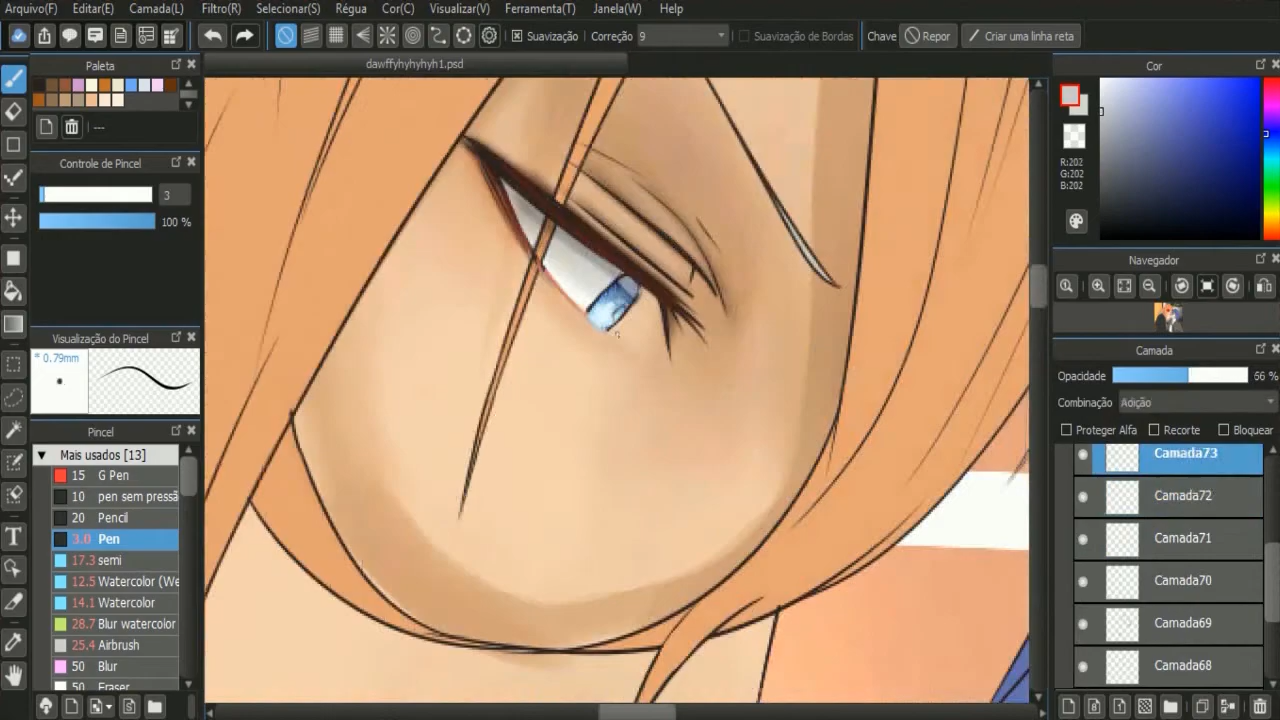 Arquivo(F) Editar(E) Camada(L) Filtro(R) Selecionar(S) Régua Cor(C) Visualizar(V) Ferramenta(T) Janela(W) Help
Suavização Correção 9 Suavização de Bordas Chave Repor Criar uma linha reta
dawffyhyhyhyh1.psd
Paleta
---
Controle de Pincel
3
100 %
Visualização do Pincel
* 0.79mm
Pincel
Mais usados [13]
15 G Pen
10 pen sem pressã
20 Pencil
3.0 Pen
17.3 semi
12.5 Watercolor (We
14.1 Watercolor
28.7 Blur watercolor
25.4 Airbrush
50 Blur
50 Eraser
Cor
R:202
G:202
B:202
Navegador
Camada
Opacidade 66 %
Combinação Adição
Proteger Alfa Recorte Bloquear
Camada73
Camada72
Camada71
Camada70
Camada69
Camada68